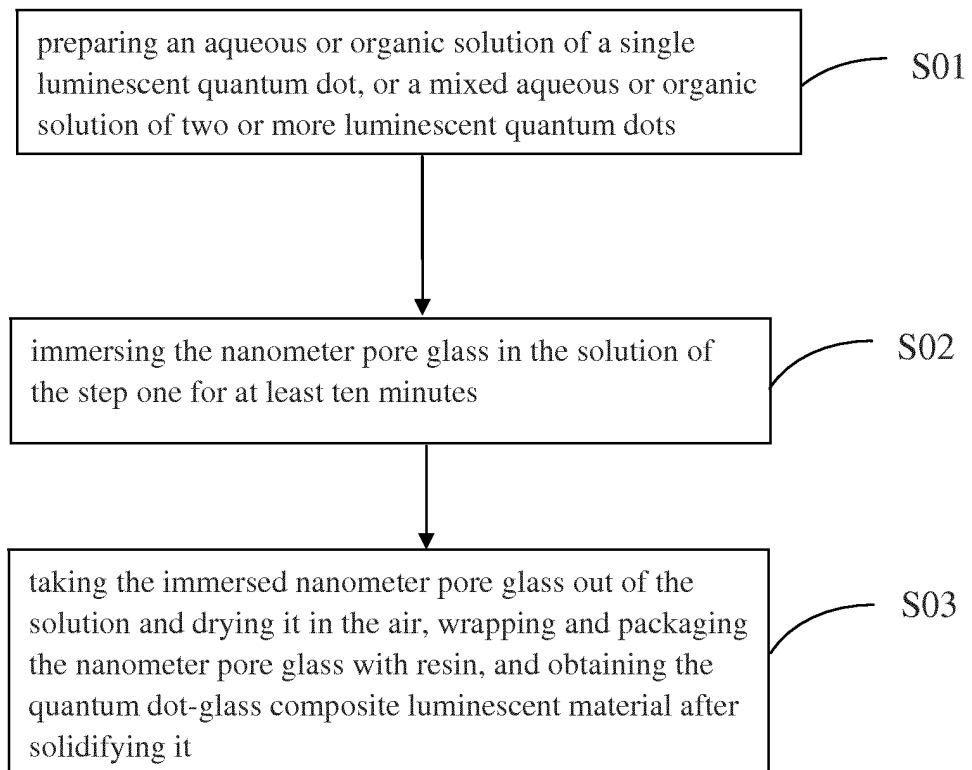 preparing an aqueous or organic solution of a single
luminescent quantum dot, or a mixed aqueous or organic
solution of two or more luminescent quantum dots
S01
immersing the nanometer pore glass in the solution of
the step one for at least ten minutes
S02
taking the immersed nanometer pore glass out of the
solution and drying it in the air, wrapping and packaging
the nanometer pore glass with resin, and obtaining the
quantum dot-glass composite luminescent material after
solidifying it
S03